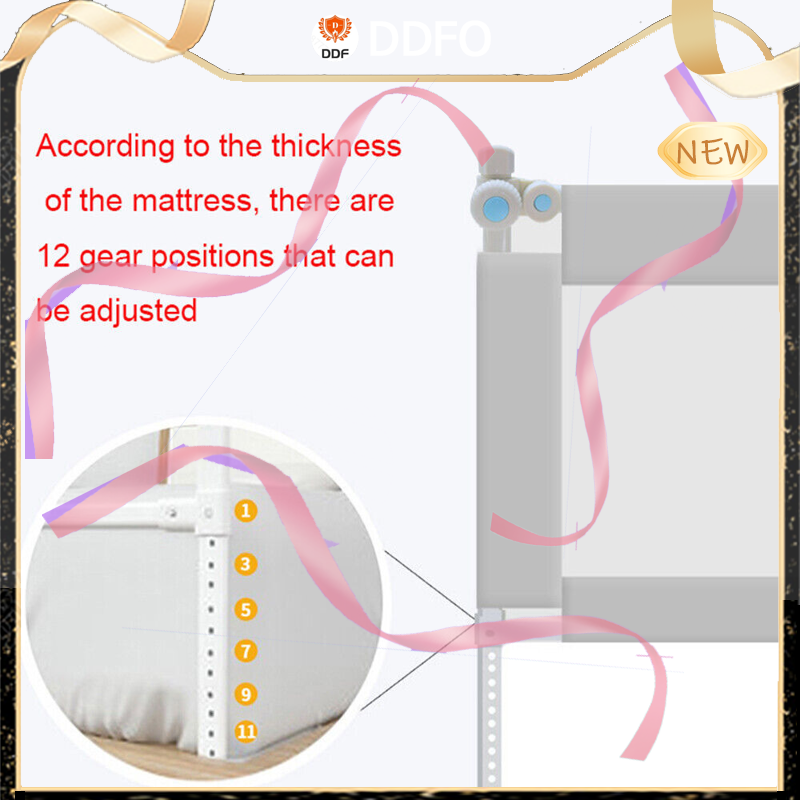 D
DDF
DDFO
NEW
According to the thickness
of the mattress, there are
12 gear positions that can
be adjusted
1
3
5
7
9
11